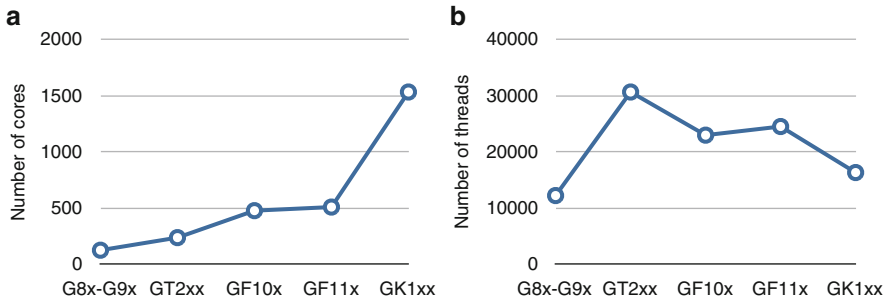 a
Number of cores
2000
1500
1000
500
0
G8x-G9x GT2xx GF10x GF11x GK1xx
b
Number of threads
40000
30000
20000
10000
0
G8x-G9x GT2xx GF10x GF11x GK1xx